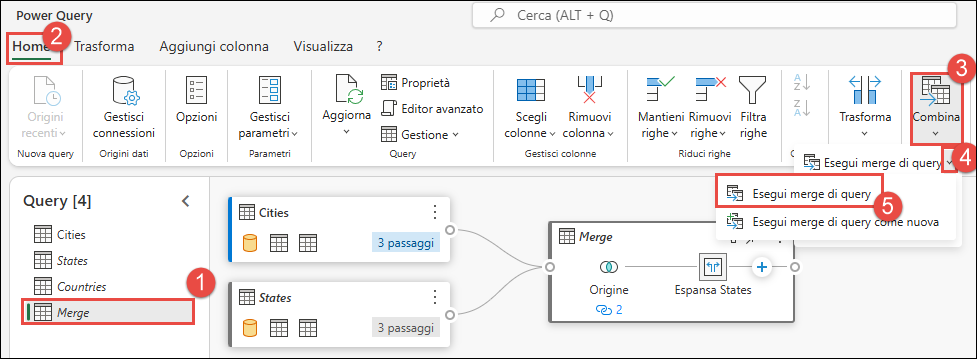 Power Query
Cerca (ALT + Q)
2
Home
Trasforma
Aggiungi colonna
Visualizza
?
3
Origini recenti
Gestisci connessioni
Opzioni
Gestisci parametri
Aggiorna
Proprietà
Editor avanzato
Gestione
Scegli colonne
Rimuovi colonna
Mantieni righe
Rimuovi righe
Filtra righe
A
Z
Z
A
Trasforma
Combina
Nuova query
Origini dati
Opzioni
Parametri
Query
Gestisci colonne
Riduci righe
Esegui merge di query
4
Esegui merge di query
5
Esegui merge di query come nuova
Query [4]
Cities
States
Countries
1
Merge
Cities
3 passaggi
States
3 passaggi
Merge
Origine
Espansa States
2